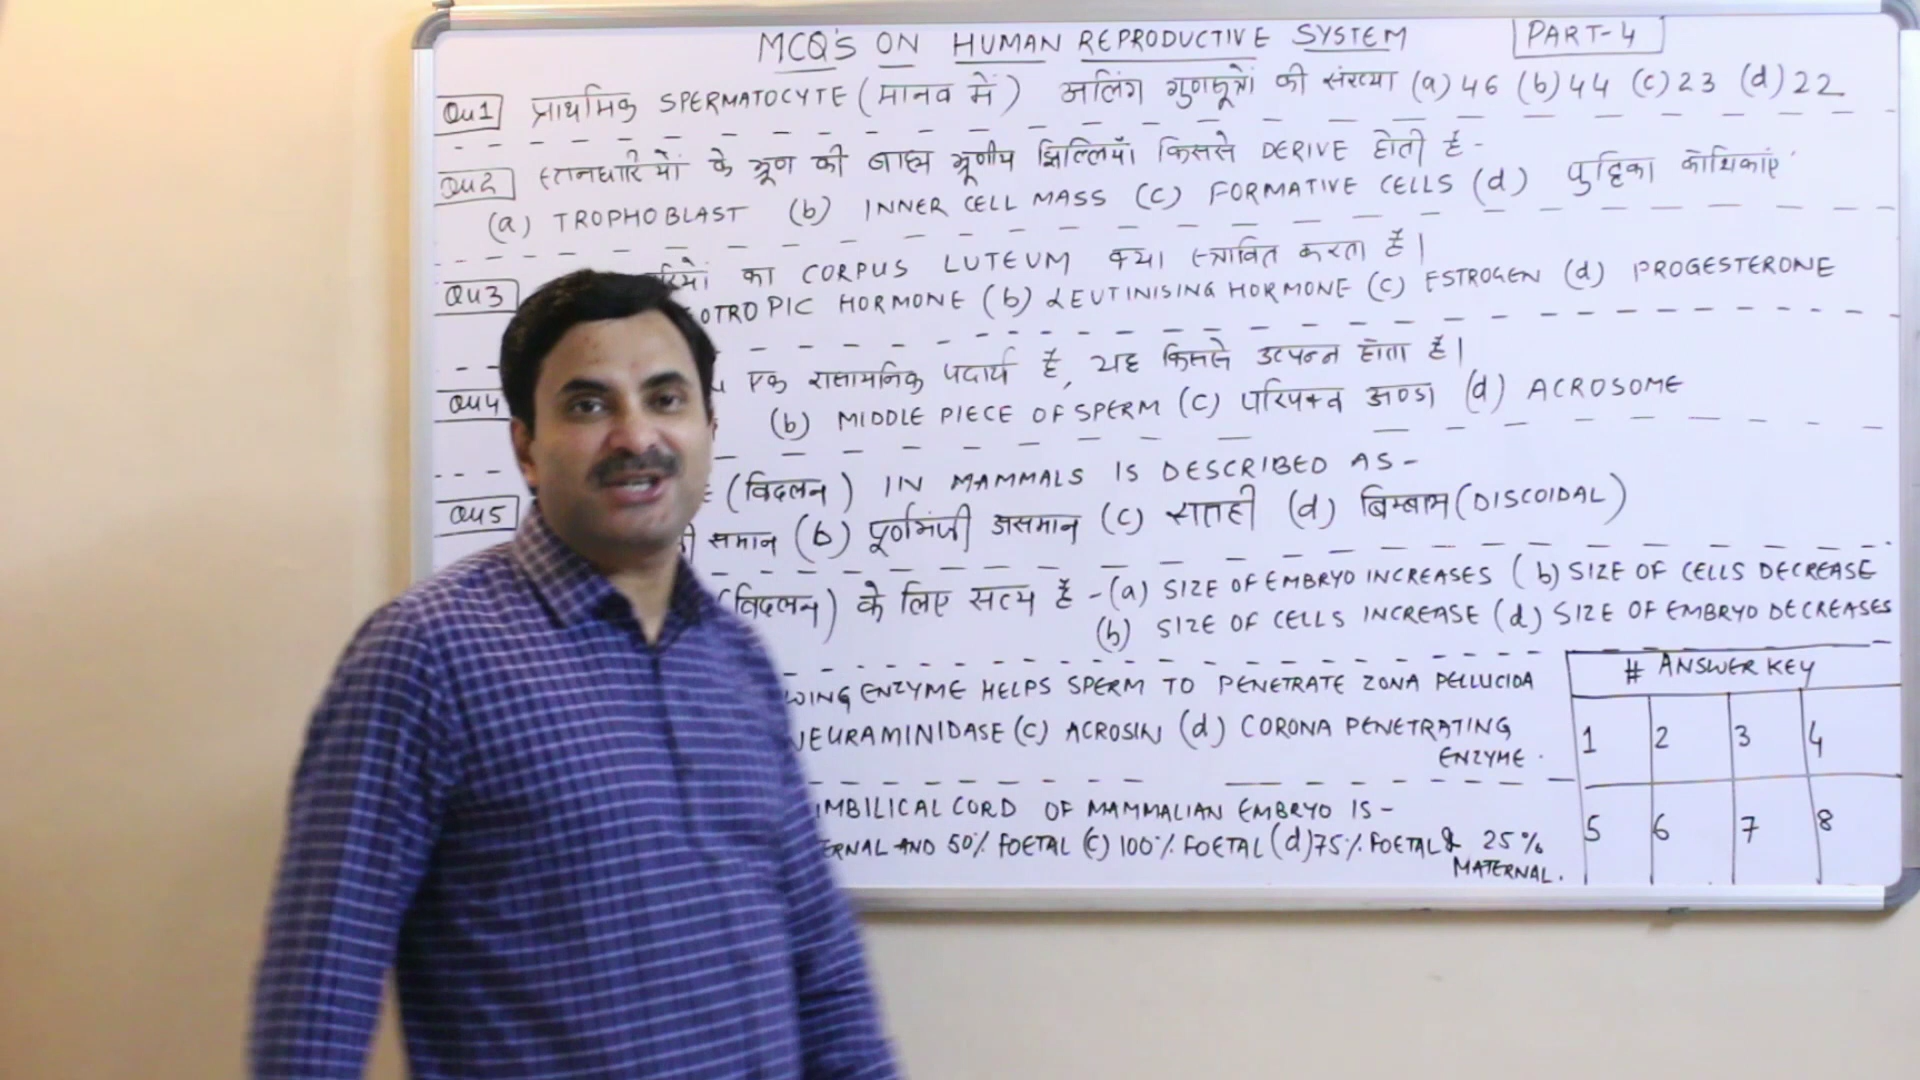 MCQ'S ON HUMAN REPRODUCTIVE SYSTEM PART-4
Qu1 प्राथमिक SPERMATOCYTE (मानव में) अलिंग गुणसूत्रों की संख्या (a) 46 (b) 44 (c) 23 (d) 22
Qu2 स्तनधारियों के भ्रूण की बाह्य भ्रूणीय झिल्लियाँ किससे DERIVE होती है -
(a) TROPHOBLAST (b) INNER CELL MASS (c) FORMATIVE CELLS (d) पुट्टिका कोशिकाएं
Qu3 का CORPUS LUTEUM क्या स्त्रावित करता है।
OTROPIC HORMONE (b) LEUTINISING HORMONE (c) ESTROGEN (d) PROGESTERONE
Qu4 एक रासायनिक पदार्थ है, यह किससे उत्पन्न होता है।
(b) MIDDLE PIECE OF SPERM (c) परिपक्व अण्डा (d) ACROSOME
Qu5 (विदलन) IN MAMMALS IS DESCRIBED AS -
समान (b) पूर्णभंजी असमान (c) सतही (d) बिम्बाभ (DISCOIDAL)
(विदलन) के लिए सत्य है - (a) SIZE OF EMBRYO INCREASES (b) SIZE OF CELLS DECREASE
(b) SIZE OF CELLS INCREASE (d) SIZE OF EMBRYO DECREASES
WING ENZYME HELPS SPERM TO PENETRATE ZONA PELLUCIDA
NEURAMINIDASE (c) ACROSIN (d) CORONA PENETRATING
ENZYME.
MBILICAL CORD OF MAMMALIAN EMBRYO IS -
ERNAL AND 50% FOETAL (c) 100% FOETAL (d) 75% FOETAL & 25%
MATERNAL.
# ANSWER KEY
1 2 3 4
5 6 7 8